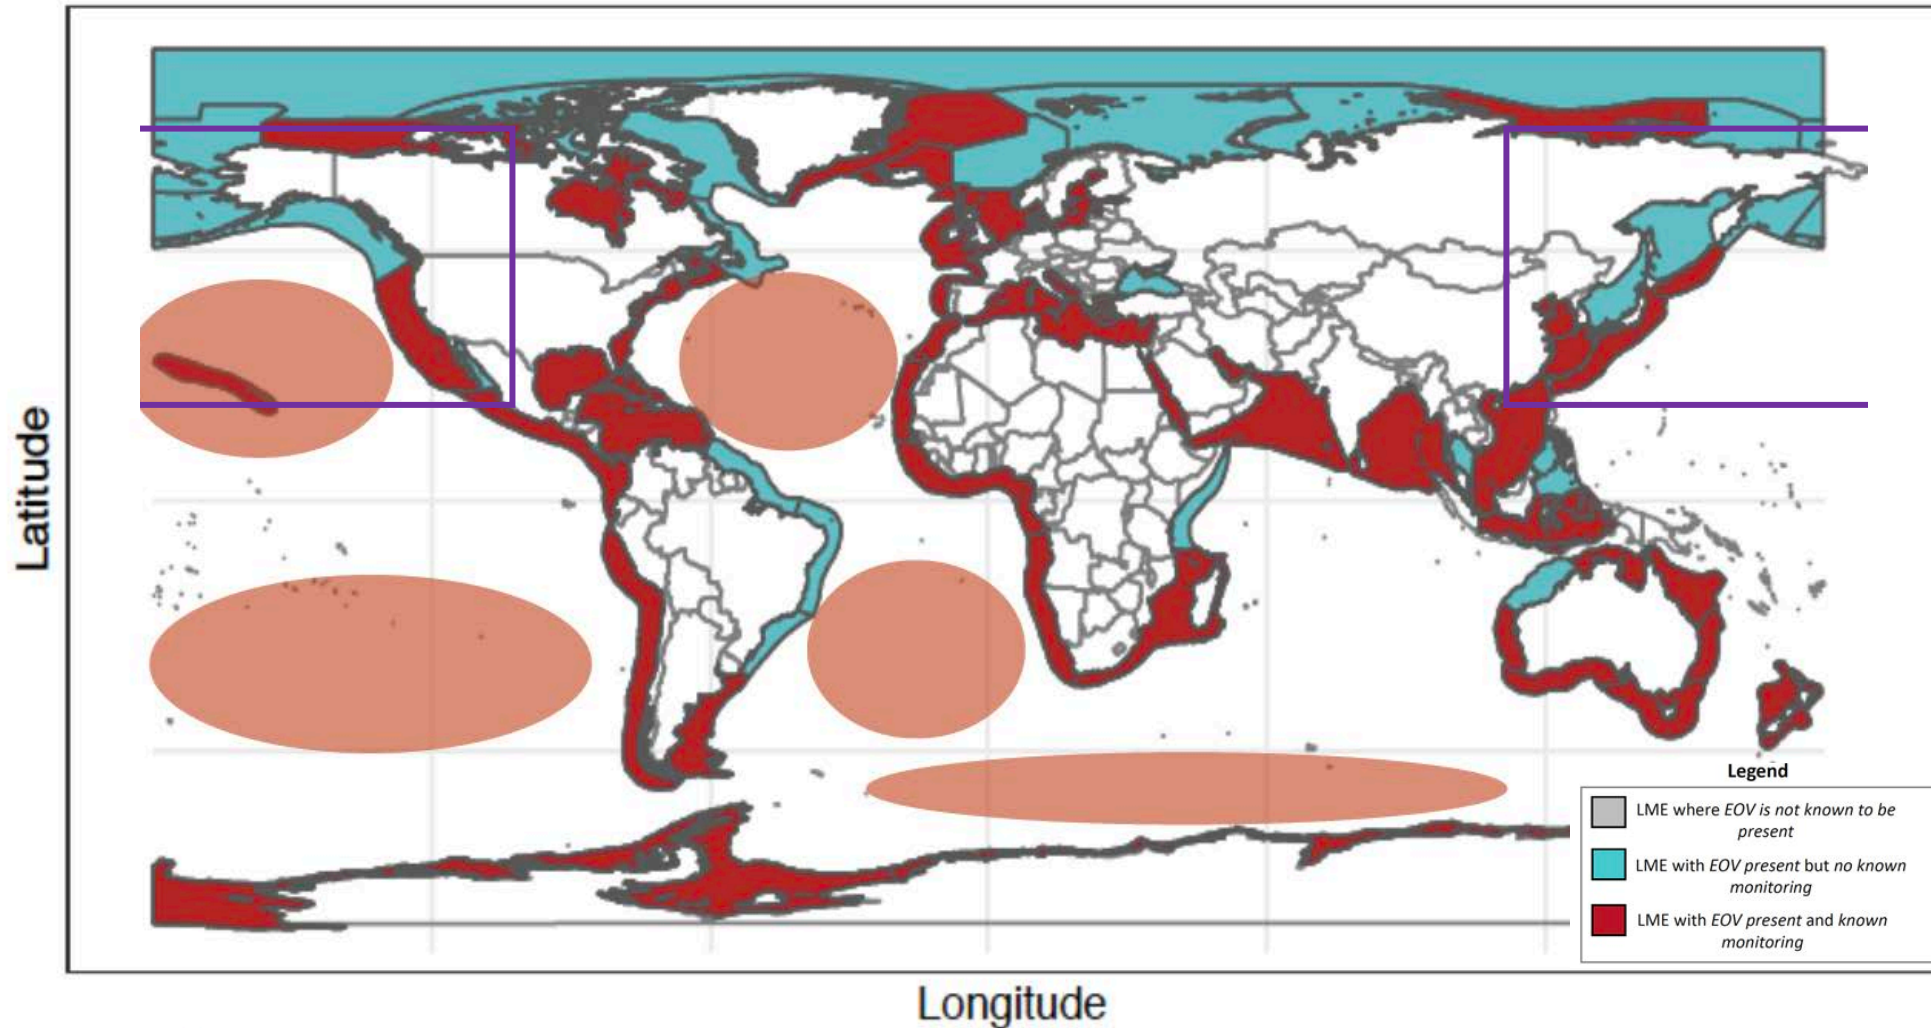 Latitude
Legend
LME where EOV is not known to be
present
LME with EOV present but no known
monitoring
LME with EOV present and known
monitoring
Longitude